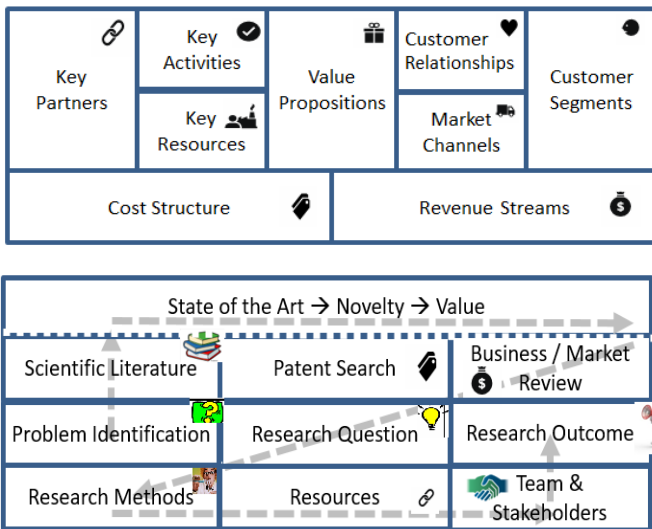 Key
Partners
Key
Activities
Key
Resources
Value
Propositions
Customer
Relationships
Market
Channels
Customer
Segments
Cost Structure
Revenue Streams
$
State of the Art → Novelty → Value
Scientific Literature
Patent Search
Business / Market
$ Review
Problem Identification
?
Research Question
Research Outcome
Research Methods
Resources
Team &
Stakeholders